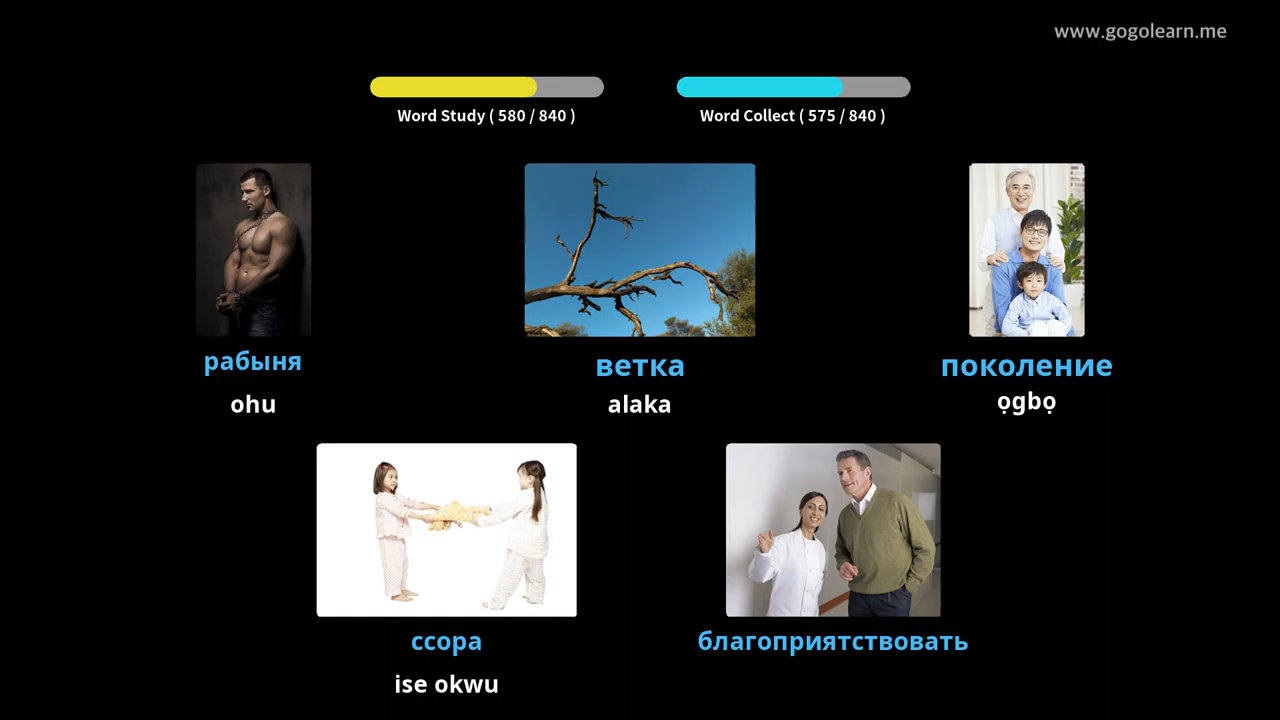 www.gogolearn.me
Word Study ( 580 / 840 )
Word Collect ( 575 / 840 )
рабыня
ветка
поколение
ohu
alaka
ọgbọ
ссора
благоприятствовать
ise okwu